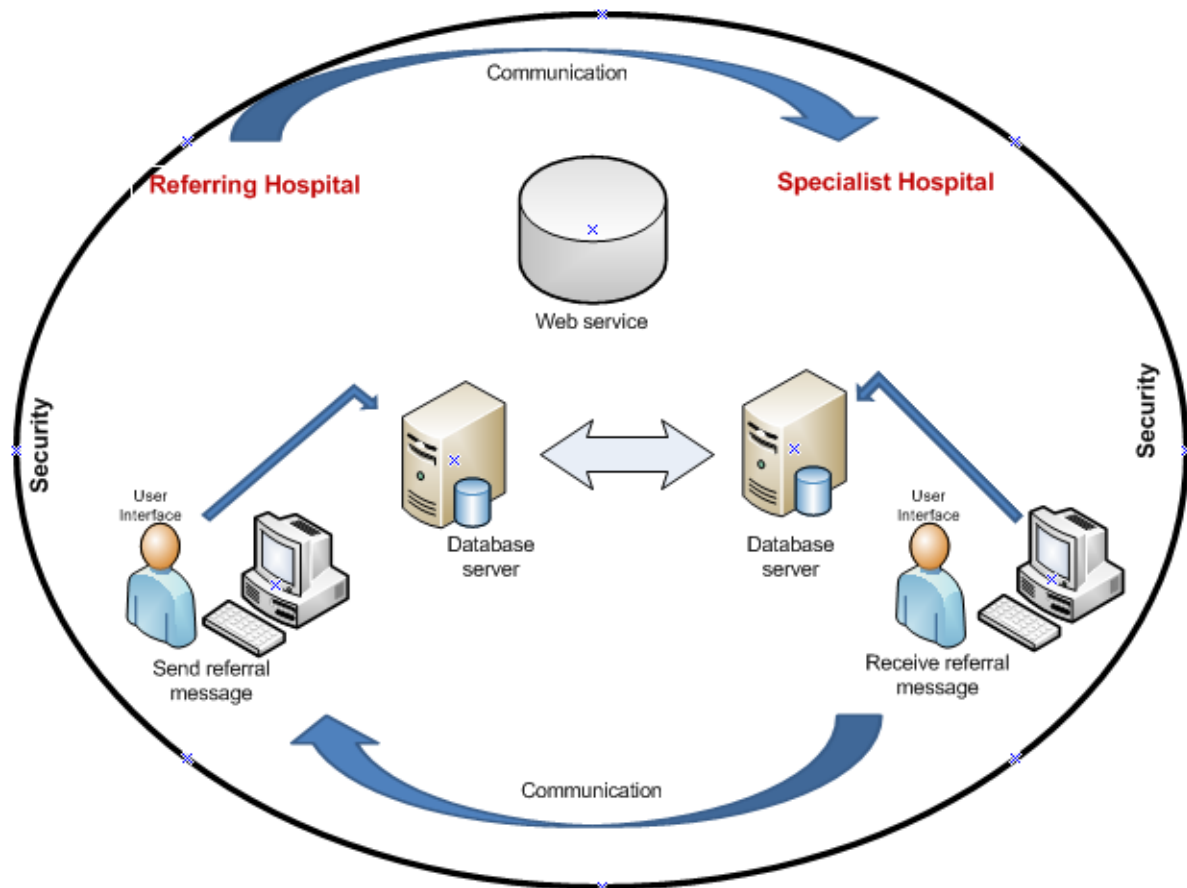 Communication
Referring Hospital
Specialist Hospital
Web service
Security
Security
User
Interface
Database
server
Database
server
User
Interface
Send referral
message
Receive referral
message
Communication